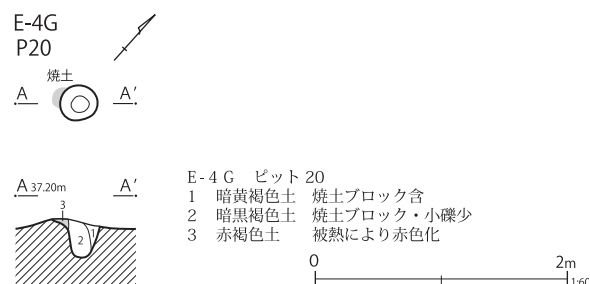 E-4G
P20
焼土
A A'
A 37.20m A'
3
2 1
E-4G ピット20
1 暗黄褐色土 焼土ブロック含
2 暗黒褐色土 焼土ブロック・小礫少
3 赤褐色土 被熱により赤色化
0 2m
1:60